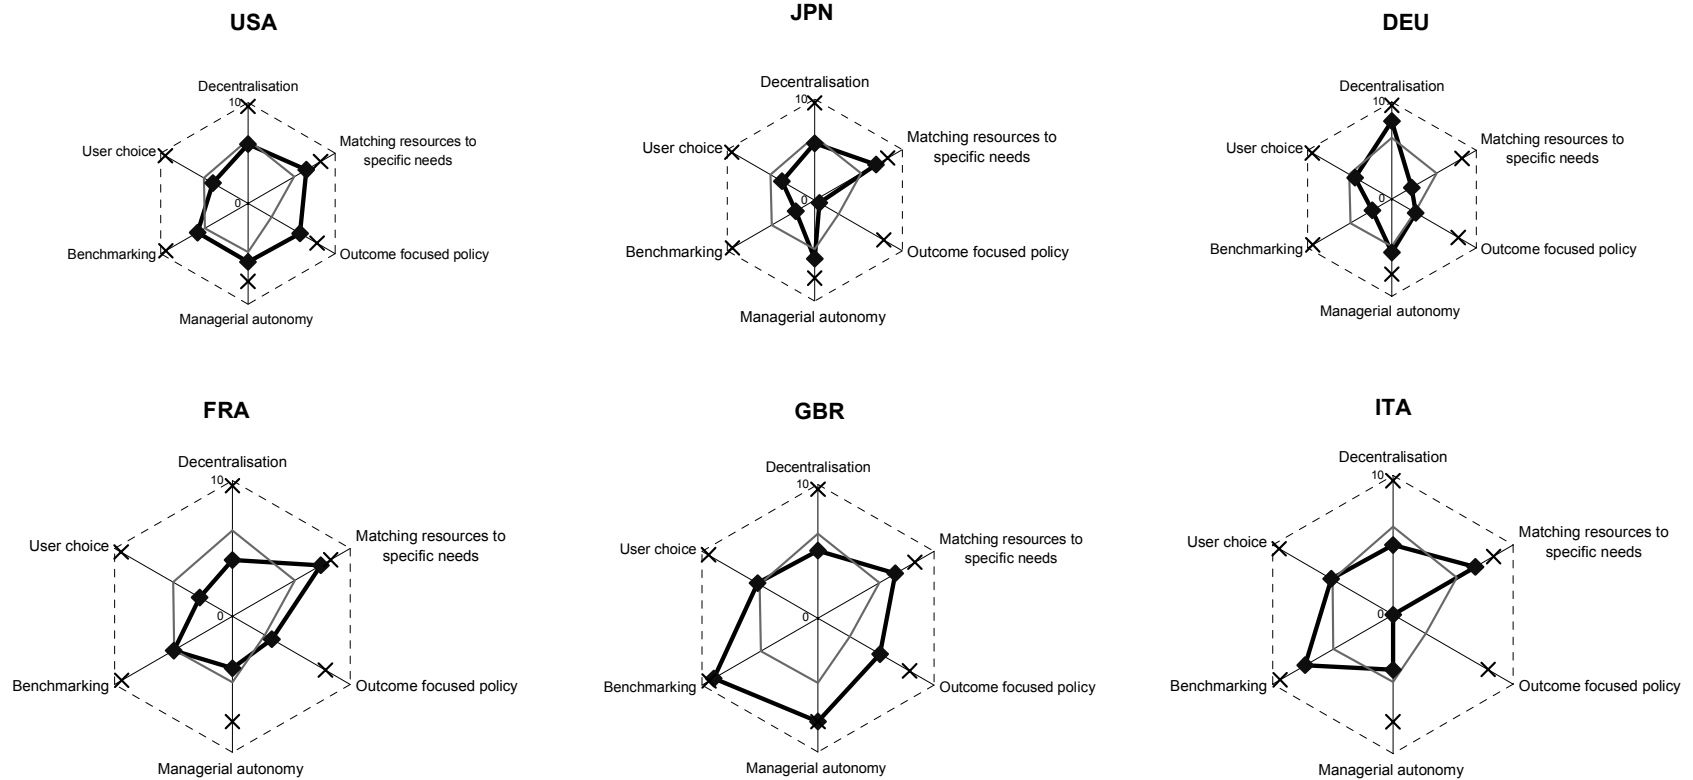 USA
Decentralisation
10
Matching resources to
specific needs
User choice
0
Benchmarking
Outcome focused policy
Managerial autonomy
JPN
Decentralisation
10
Matching resources to
specific needs
User choice
0
Benchmarking
Outcome focused policy
Managerial autonomy
DEU
Decentralisation
10
Matching resources to
specific needs
User choice
0
Benchmarking
Outcome focused policy
Managerial autonomy
FRA
Decentralisation
10
Matching resources to
specific needs
User choice
0
Benchmarking
Outcome focused policy
Managerial autonomy
GBR
Decentralisation
10
Matching resources to
specific needs
User choice
0
Benchmarking
Outcome focused policy
Managerial autonomy
ITA
Decentralisation
10
Matching resources to
specific needs
User choice
0
Benchmarking
Outcome focused policy
Managerial autonomy